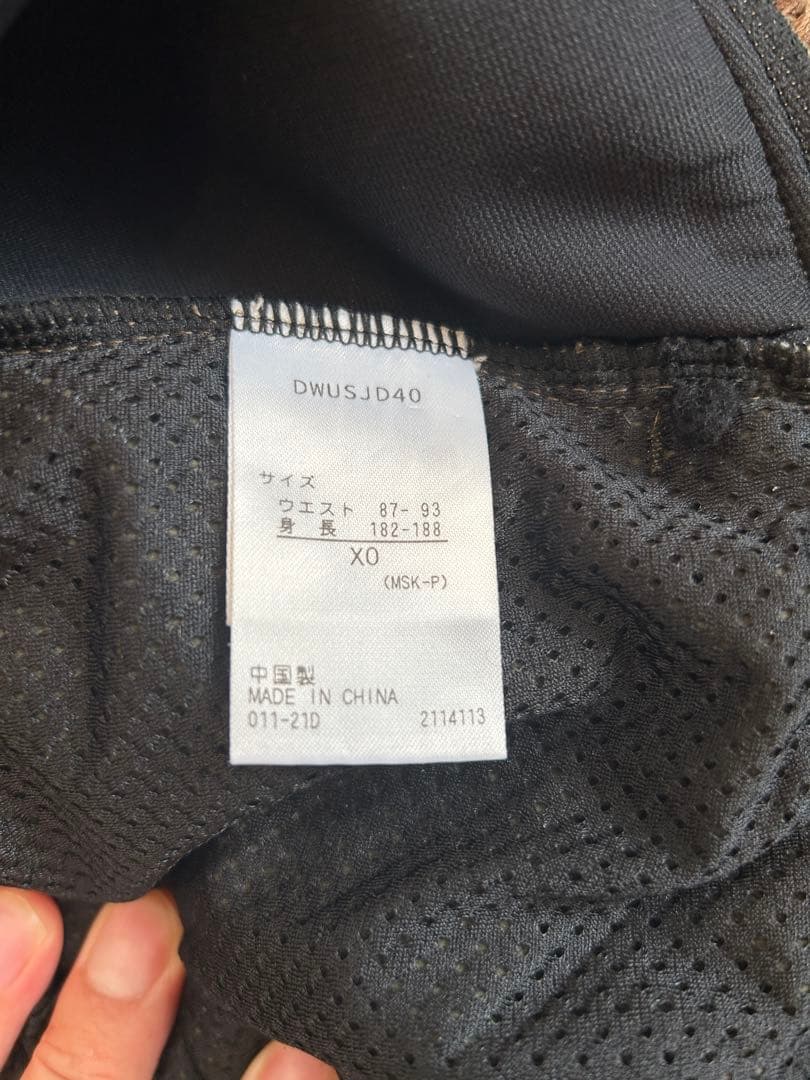 DWUSJD40
サイズ
ウエスト 87- 93
身 長 182-188
XO
(MSK-P)
中国製
MADE IN CHINA
011-21D 2114113